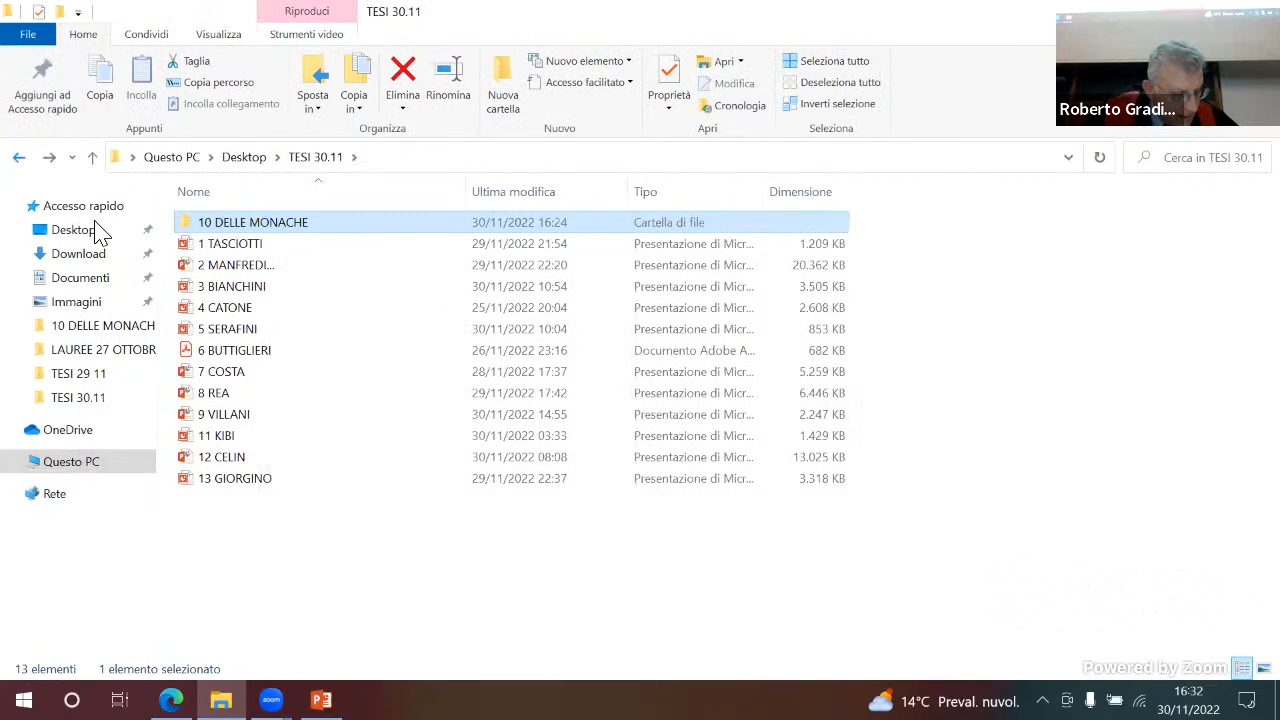 Riproduci
TESI 30.11
File
Home
Condividi
Visualizza
Strumenti video
Aggiungi ad
Accesso rapido
Copia
Incolla
Taglia
Copia percorso
Incolla collegamento
Appunti
Sposta
in
Copia
in
Elimina
Rinomina
Organizza
Nuova
cartella
Nuovo elemento
Accesso facilitato
Nuovo
Proprietà
Apri
Modifica
Cronologia
Apri
Seleziona tutto
Deseleziona tutto
Inverti selezione
Selezione
Roberto Gradi...
Questo PC > Desktop > TESI 30.11 >
Cerca in TESI 30.11
Nome Ultima modifica Tipo Dimensione
Accesso rapido
Desktop
Download
Documenti
Immagini
10 DELLE MONACH
LAUREE 27 OTTOBR
TESI 29 11
TESI 30.11
OneDrive
Questo PC
Rete
10 DELLE MONACHE 30/11/2022 16:24 Cartella di file
1 TASCIOTTI 29/11/2022 21:54 Presentazione di Micr... 1.209 KB
2 MANFREDI... 29/11/2022 22:20 Presentazione di Micr... 20.362 KB
3 BIANCHINI 30/11/2022 10:54 Presentazione di Micr... 3.505 KB
4 CATONE 25/11/2022 20:04 Presentazione di Micr... 2.608 KB
5 SERAFINI 30/11/2022 10:04 Presentazione di Micr... 853 KB
6 BUTTIGLIERI 26/11/2022 23:16 Documento Adobe A... 682 KB
7 COSTA 28/11/2022 17:37 Presentazione di Micr... 5.259 KB
8 REA 29/11/2022 17:42 Presentazione di Micr... 6.446 KB
9 VILLANI 30/11/2022 14:55 Presentazione di Micr... 2.247 KB
11 KIBI 30/11/2022 03:33 Presentazione di Micr... 1.429 KB
12 CELIN 30/11/2022 08:08 Presentazione di Micr... 13.025 KB
13 GIORGINO 29/11/2022 22:37 Presentazione di Micr... 3.318 KB
13 elementi 1 elemento selezionato
Powered by Zoom
zoom
14°C Preval. nuvol.
16:32
30/11/2022